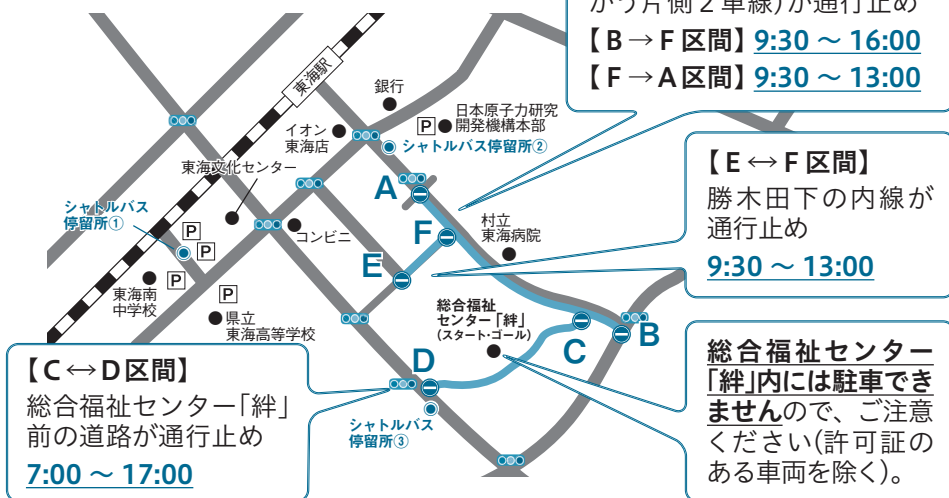 かう片側2車線)が通行止め
【B→F区間】9:30 〜 16:00
【F→A区間】9:30 〜 13:00
東海駅
銀行
日本原子力研究
開発機構本部
P
イオン
東海店
シャトルバス停留所②
東海文化センター
A
【E↔F区間】
勝木田下の内線が
通行止め
9:30 〜 13:00
シャトルバス
停留所①
P
P
P
P
コンビニ
F
村立
東海病院
E
東海南
中学校
県立
東海高等学校
総合福祉
センター「絆」
(スタート・ゴール)
C
B
D
シャトルバス
停留所③
【C↔D区間】
総合福祉センター「絆」
前の道路が通行止め
7:00 〜 17:00
総合福祉センター
「絆」内には駐車でき
ませんので、ご注意
ください(許可証の
ある車両を除く)。